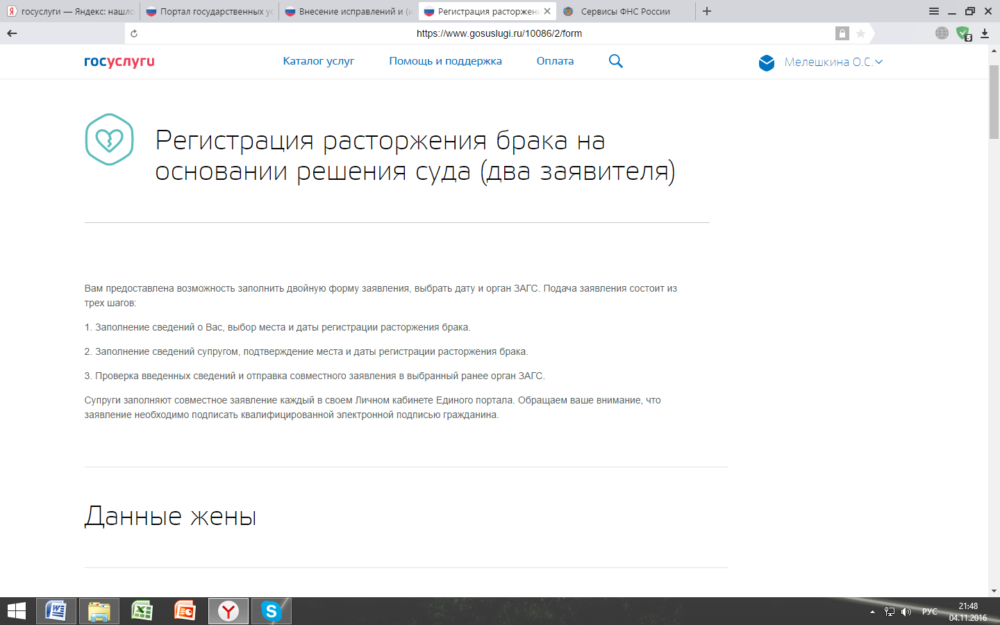 госуслуги — Яндекс: нашло
Портал государственных ус
Внесение исправлений и (и
Регистрация расторжени
Сервисы ФНС России
https://www.gosuslugi.ru/10086/2/form
5
госуслуги
Каталог услуг
Помощь и поддержка
Оплата
Мелешкина О.С.
Регистрация расторжения брака на
основании решения суда (два заявителя)
Вам предоставлена возможность заполнить двойную форму заявления, выбрать дату и орган ЗАГС. Подача заявления состоит из
трех шагов:
1. Заполнение сведений о Вас, выбор места и даты регистрации расторжения брака.
2. Заполнение сведений супругом, подтверждение места и даты регистрации расторжения брака.
3. Проверка введенных сведений и отправка совместного заявления в выбранный ранее орган ЗАГС.
Супруги заполняют совместное заявление каждый в своем Личном кабинете Единого портала. Обращаем ваше внимание, что
заявление необходимо подписать квалифицированной электронной подписью гражданина.
Данные жены
РУС
21:48
04.11.2016